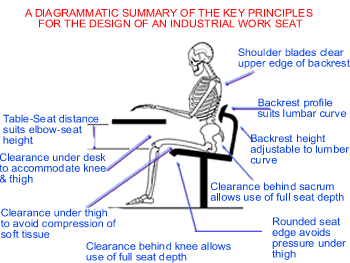 A DIAGRAMMATIC SUMMARY OF THE KEY PRINCIPLES
FOR THE DESIGN OF AN INDUSTRIAL WORK SEAT
Shoulder blades clear
upper edge of backrest
Backrest profile
suits lumbar curve
Table-Seat distance
suits elbow-seat
height
Backrest height
adjustable to lumber
curve
Clearance under desk
to accommodate knee
& thigh
Clearance behind sacrum
allows use of full seat depth
Clearance under thigh
to avoid compression of
soft tissue
Rounded seat
edge avoids
pressure under
thigh
Clearance behind knee allows
use of full seat depth